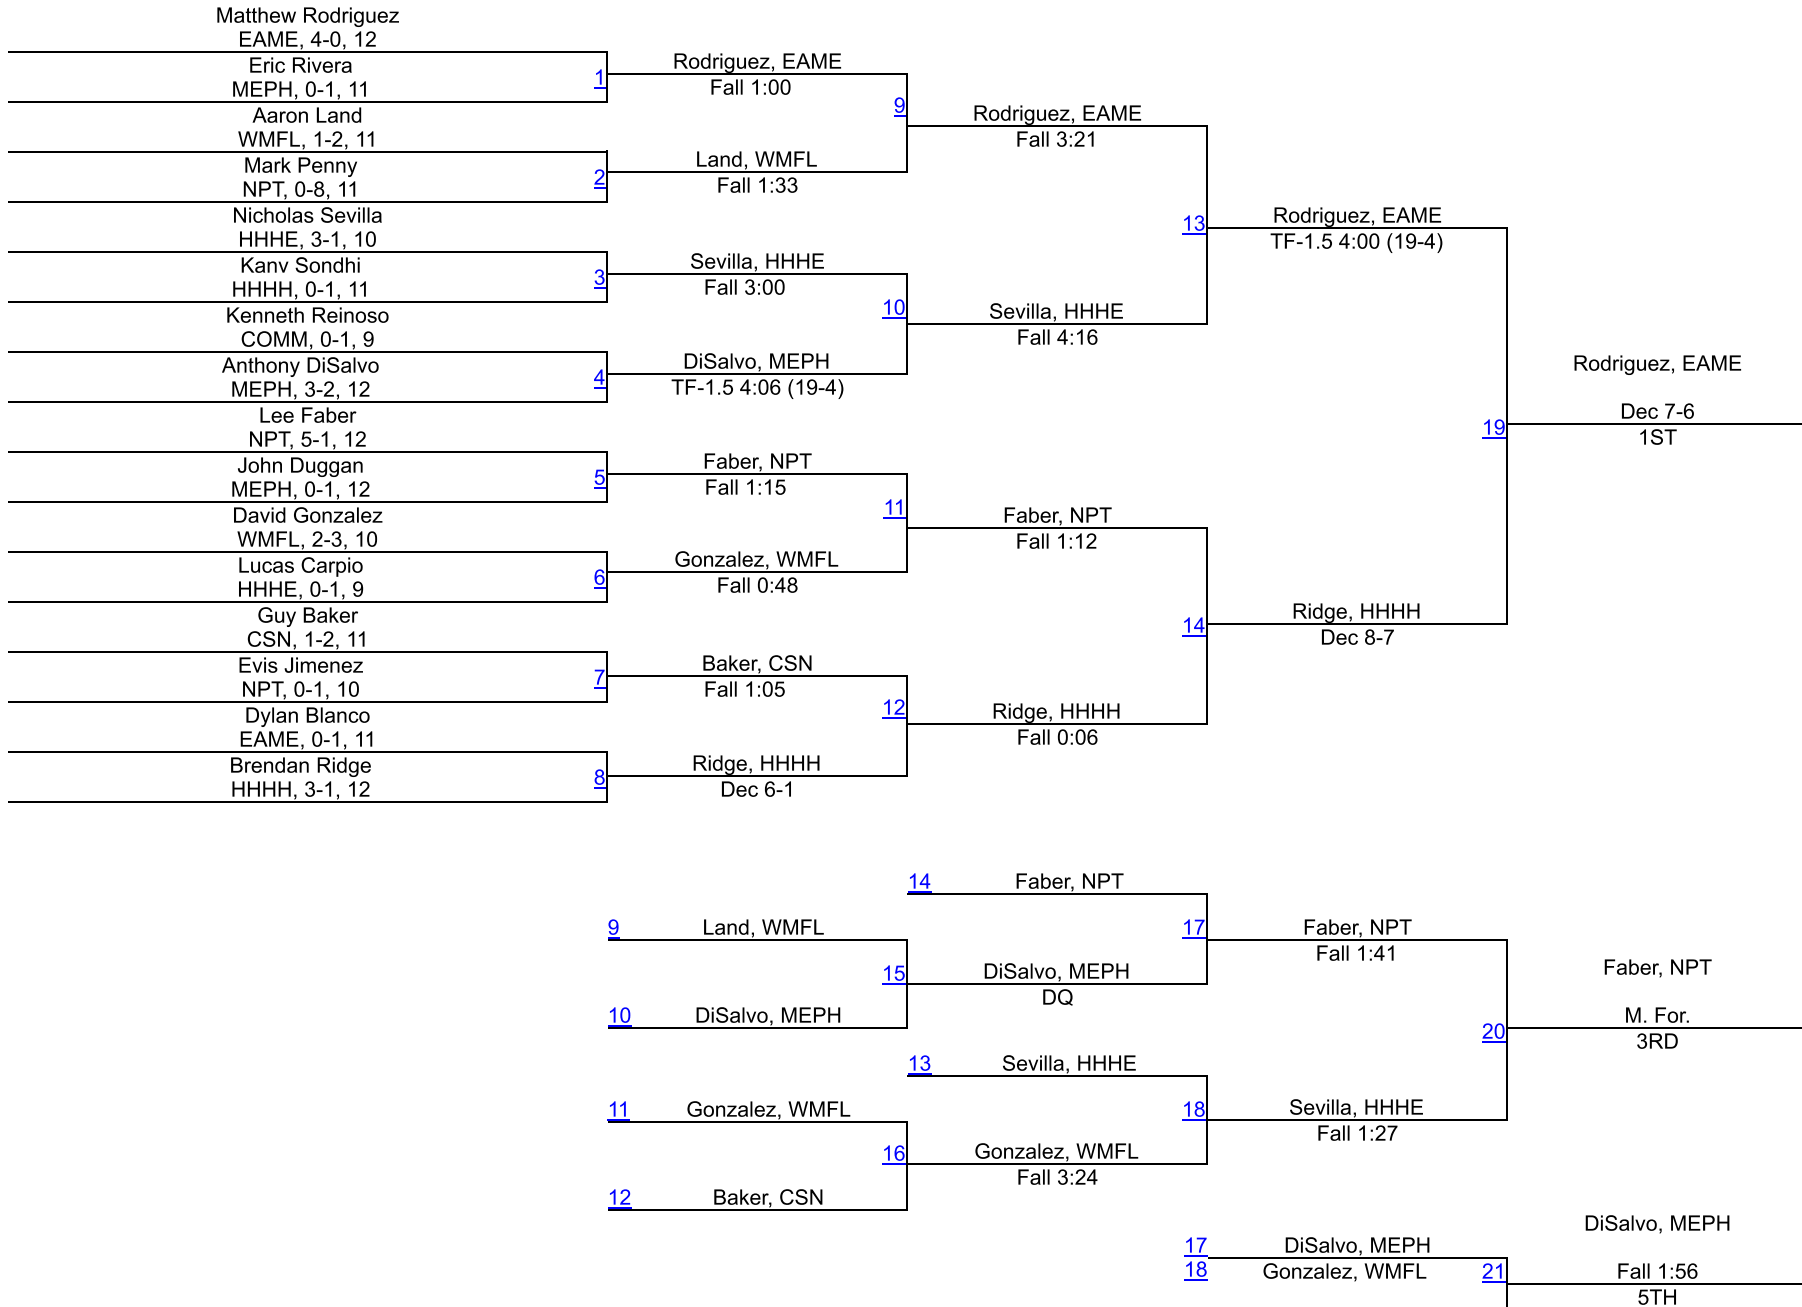 Matthew Rodriguez
EAME, 4-0, 12
Eric Rivera
MEPH, 0-1, 11
1
Rodriguez, EAME
Fall 1:00
9
Aaron Land
WMFL, 1-2, 11
Mark Penny
NPT, 0-8, 11
2
Land, WMFL
Fall 1:33
Rodriguez, EAME
Fall 3:21
Nicholas Sevilla
HHHE, 3-1, 10
Kanv Sondhi
HHHH, 0-1, 11
3
Sevilla, HHHE
Fall 3:00
10
Kenneth Reinoso
COMM, 0-1, 9
Anthony DiSalvo
MEPH, 3-2, 12
4
DiSalvo, MEPH
TF-1.5 4:06 (19-4)
Sevilla, HHHE
Fall 4:16
13
Rodriguez, EAME
TF-1.5 4:00 (19-4)
Lee Faber
NPT, 5-1, 12
John Duggan
MEPH, 0-1, 12
5
Faber, NPT
Fall 1:15
11
David Gonzalez
WMFL, 2-3, 10
Lucas Carpio
HHHE, 0-1, 9
6
Gonzalez, WMFL
Fall 0:48
Faber, NPT
Fall 1:12
Guy Baker
CSN, 1-2, 11
Evis Jimenez
NPT, 0-1, 10
7
Baker, CSN
Fall 1:05
12
Dylan Blanco
EAME, 0-1, 11
Brendan Ridge
HHHH, 3-1, 12
8
Ridge, HHHH
Dec 6-1
Ridge, HHHH
Fall 0:06
14
Ridge, HHHH
Dec 8-7
19
Rodriguez, EAME
Dec 7-6
1ST
14
Faber, NPT
9
Land, WMFL
10
DiSalvo, MEPH
15
DiSalvo, MEPH
DQ
17
Faber, NPT
Fall 1:41
13
Sevilla, HHHE
11
Gonzalez, WMFL
12
Baker, CSN
16
Gonzalez, WMFL
Fall 3:24
18
Sevilla, HHHE
Fall 1:27
20
Faber, NPT
M. For.
3RD
17
DiSalvo, MEPH
18
Gonzalez, WMFL
21
DiSalvo, MEPH
Fall 1:56
5TH